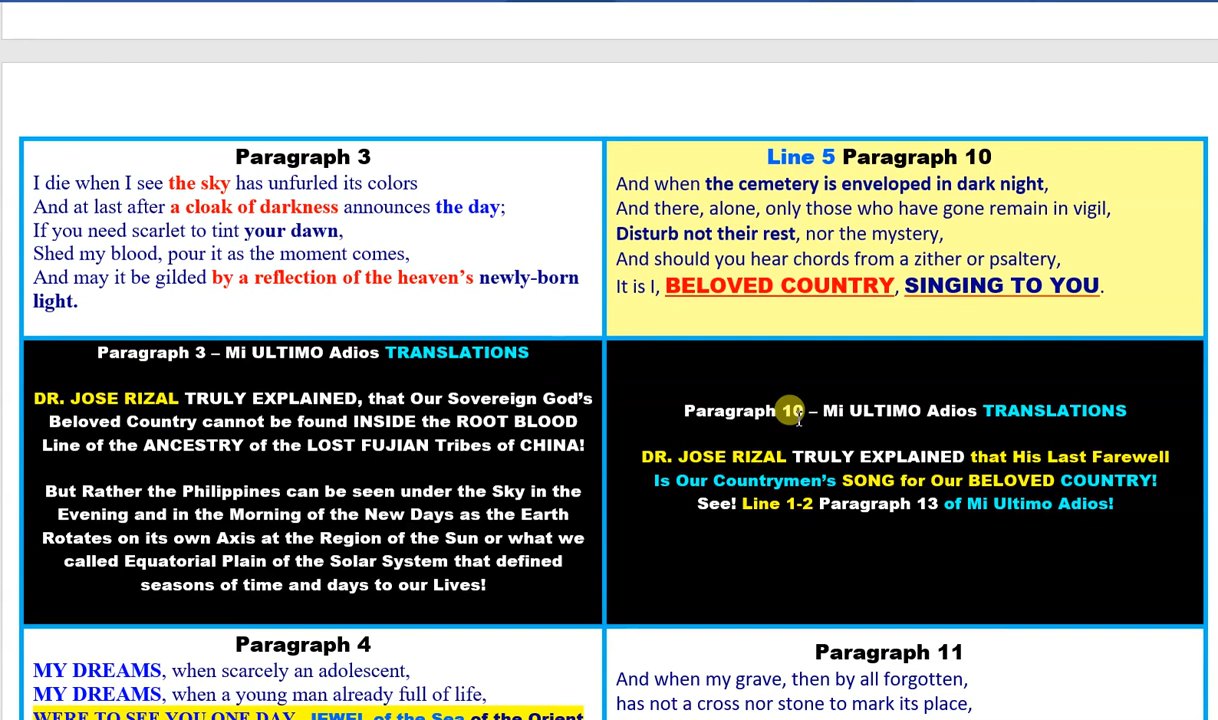 Paragraph 3
I die when I see the sky has unfurled its colors
And at last after a cloak of darkness announces the day;
If you need scarlet to tint your dawn,
Shed my blood, pour it as the moment comes,
And may it be gilded by a reflection of the heaven's newly-born
light.
Line 5 Paragraph 10
And when the cemetery is enveloped in dark night,
And there, alone, only those who have gone remain in vigil,
Disturb not their rest, nor the mystery,
And should you hear chords from a zither or psaltery,
It is I, BELOVED COUNTRY, SINGING TO YOU.
Paragraph 3 – Mi ULTIMO Adios TRANSLATIONS
DR. JOSE RIZAL TRULY EXPLAINED, that Our Sovereign God's
Beloved Country cannot be found INSIDE the ROOT BLOOD
Line of the ANCESTRY of the LOST FUJIAN Tribes of CHINA!
But Rather the Philippines can be seen under the Sky in the
Evening and in the Morning of the New Days as the Earth
Rotates on its own Axis at the Region of the Sun or what we
called Equatorial Plain of the Solar System that defined
seasons of time and days to our Lives!
Paragraph 10 – Mi ULTIMO Adios TRANSLATIONS
DR. JOSE RIZAL TRULY EXPLAINED that His Last Farewell
Is Our Countrymen's SONG for Our BELOVED COUNTRY!
See! Line 1-2 Paragraph 13 of Mi Ultimo Adios!
Paragraph 4
MY DREAMS, when scarcely an adolescent,
MY DREAMS, when a young man already full of life,
WERE TO SEE YOU ONE DAY, JEWEL of the Sea of the Orient
Paragraph 11
And when my grave, then by all forgotten,
has not a cross nor stone to mark its place,